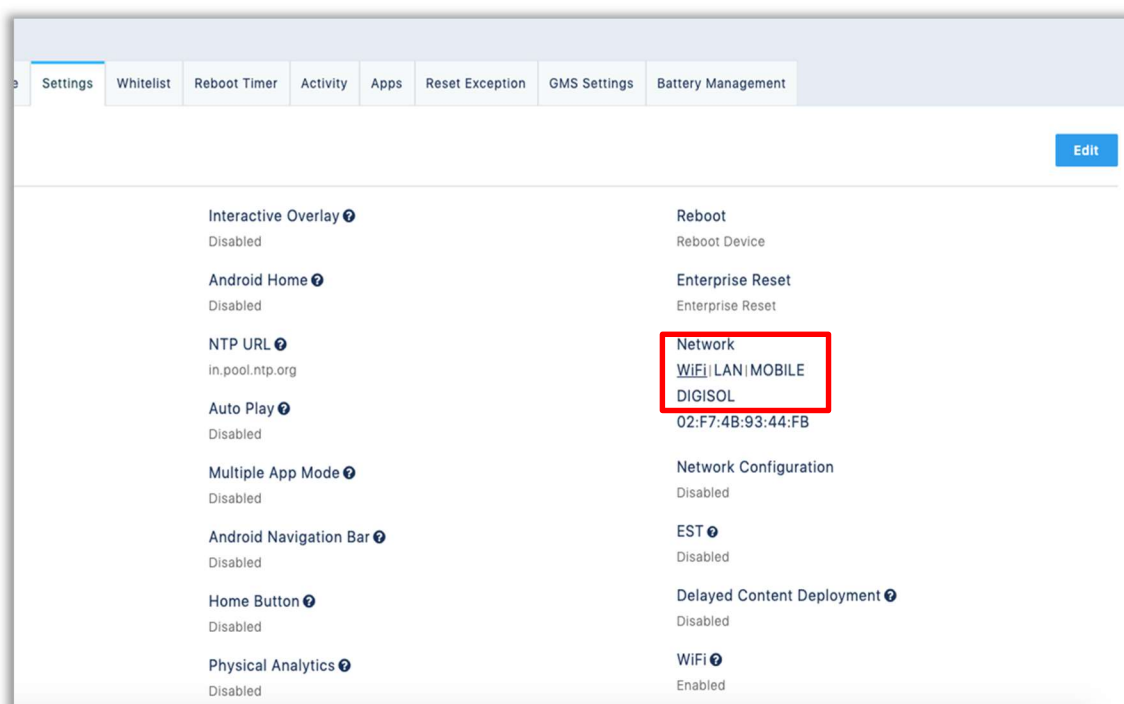 e Settings Whitelist Reboot Timer Activity Apps Reset Exception GMS Settings Battery Management
Edit
Interactive Overlay
Disabled
Android Home
Disabled
NTP URL
in.pool.ntp.org
Auto Play
Disabled
Multiple App Mode
Disabled
Android Navigation Bar
Disabled
Home Button
Disabled
Physical Analytics
Disabled
Reboot
Reboot Device
Enterprise Reset
Enterprise Reset
Network
WiFi|LAN|MOBILE
DIGISOL
02:F7:4B:93:44:FB
Network Configuration
Disabled
EST
Disabled
Delayed Content Deployment
Disabled
WiFi
Enabled